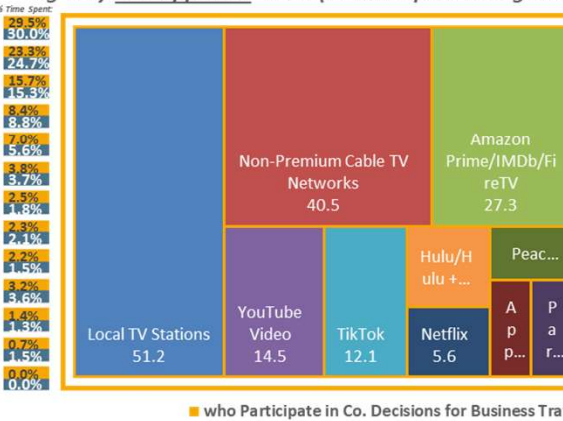 % Time Spent:
29.5%
30.0%
23.3%
24.7%
15.7%
15.3%
8.4%
8.8%
7.0%
5.6%
3.8%
3.7%
2.5%
1.8%
2.3%
2.1%
2.2%
1.5%
3.2%
3.6%
1.4%
1.3%
0.7%
1.5%
0.0%
0.0%
Local TV Stations
51.2
Non-Premium Cable TV
Networks
40.5
Amazon
Prime/IMDb/Fi
reTV
27.3
YouTube
Video
14.5
TikTok
12.1
Hulu/H
ulu +...
Netflix
5.6
Peac...
A
p
p...
P
a
r...
who Participate in Co. Decisions for Business Tra